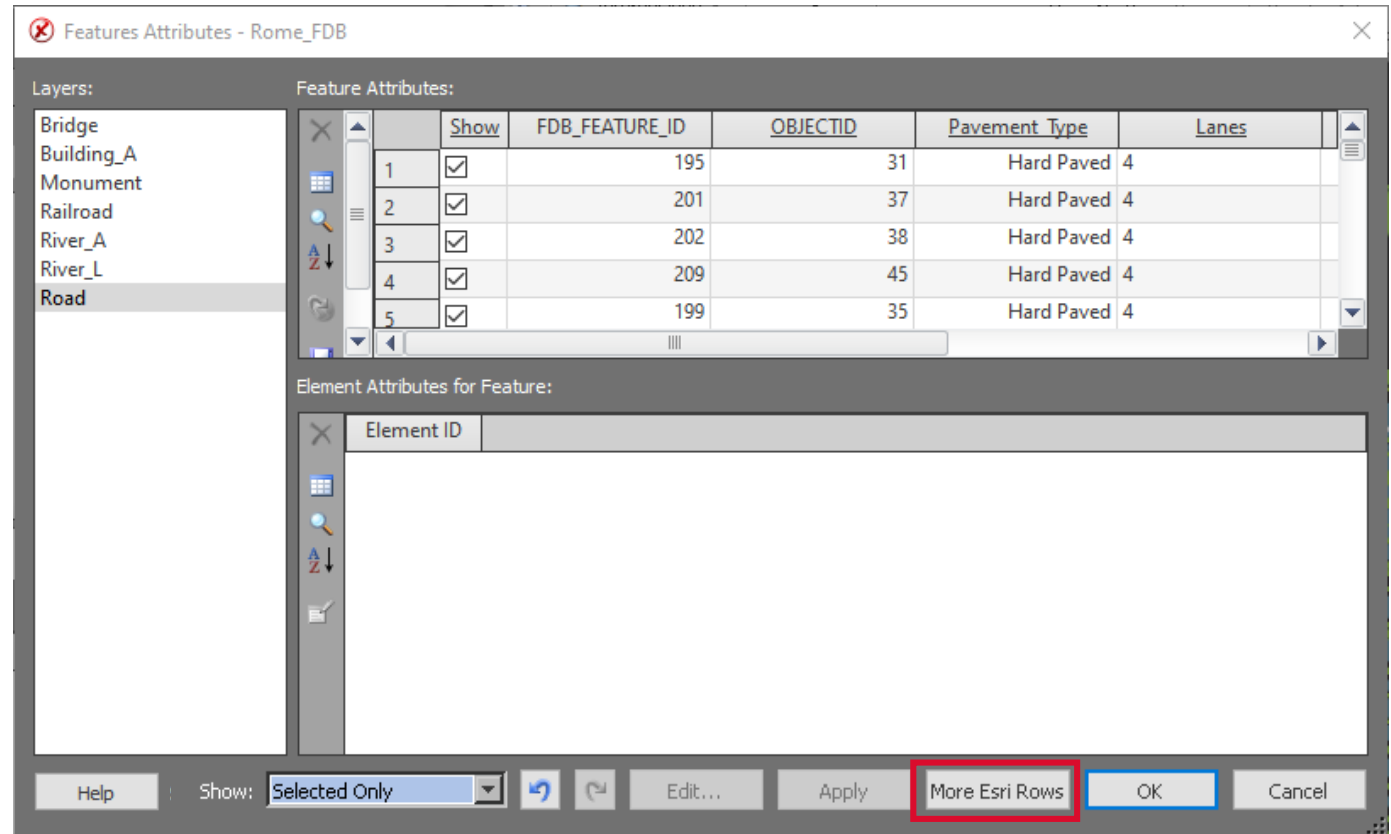 Features Attributes - Rome_FDB
Layers:
Bridge
Building_A
Monument
Railroad
River_A
River_L
Road
Feature Attributes:
Show FDB_FEATURE_ID OBJECTID Pavement_Type Lanes
1 195 31 Hard Paved 4
2 201 37 Hard Paved 4
3 202 38 Hard Paved 4
4 209 45 Hard Paved 4
5 199 35 Hard Paved 4
Element Attributes for Feature:
Element ID
Help Show: Selected Only Edit... Apply More Esri Rows OK Cancel